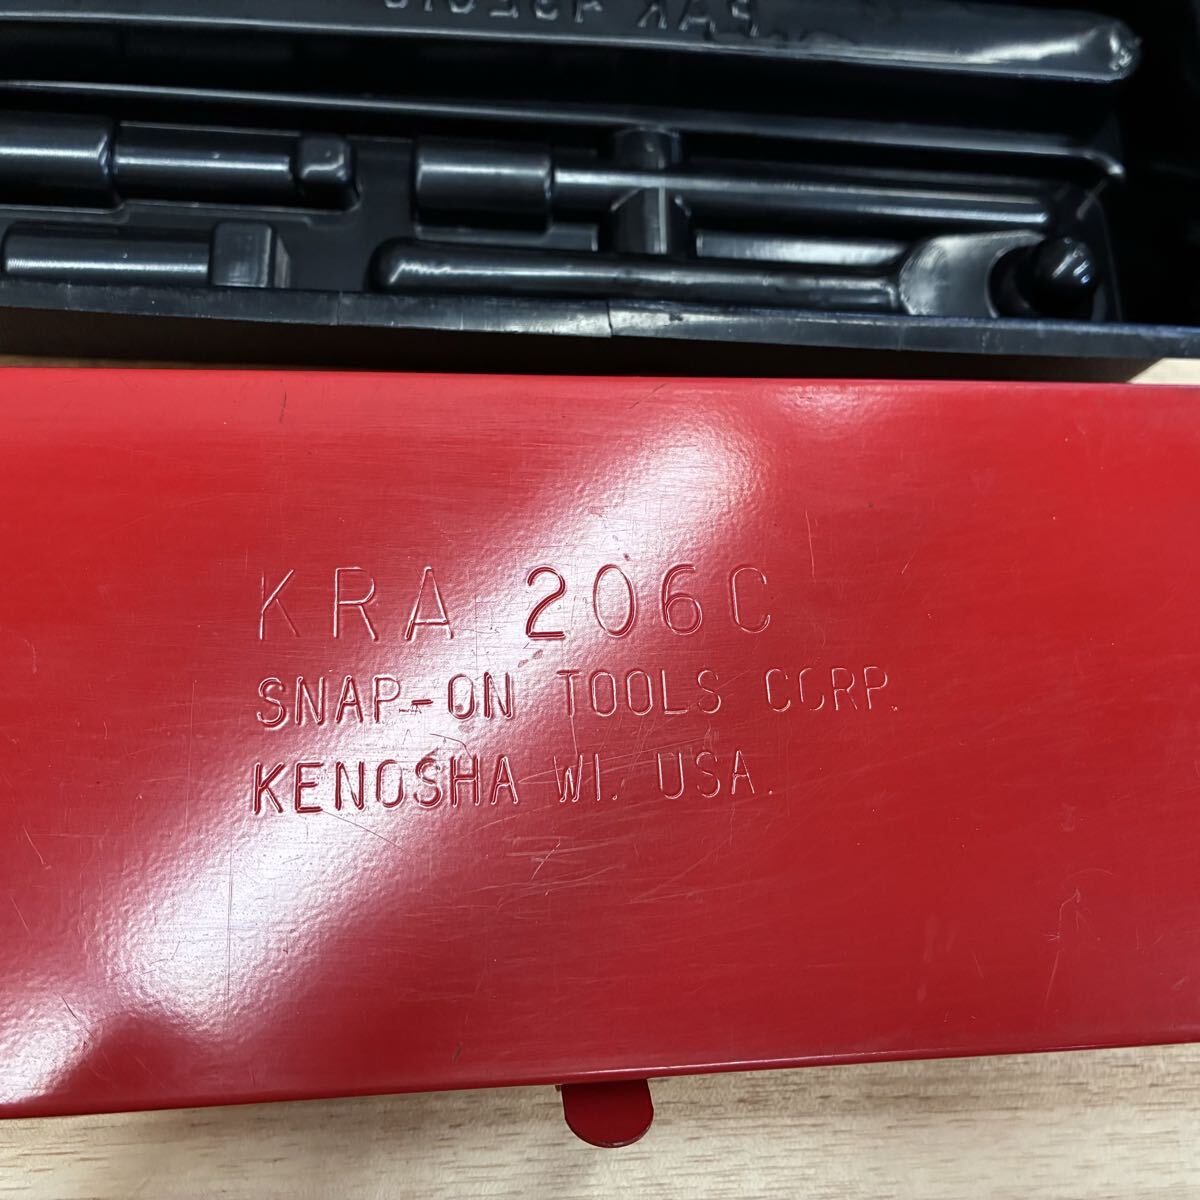 KRA 206C
SNAP-ON TOOLS CORP.
KENOSHA WI. USA.